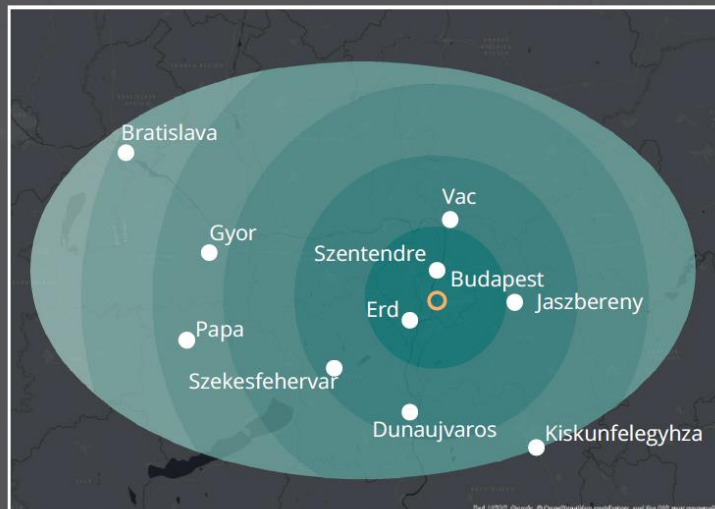 Bratislava
Vac
Gyor
Szentendre
Budapest
Erd
Jaszbereny
Papa
Szekesfehervar
Dunaujvaros
Kiskunfelegyhza